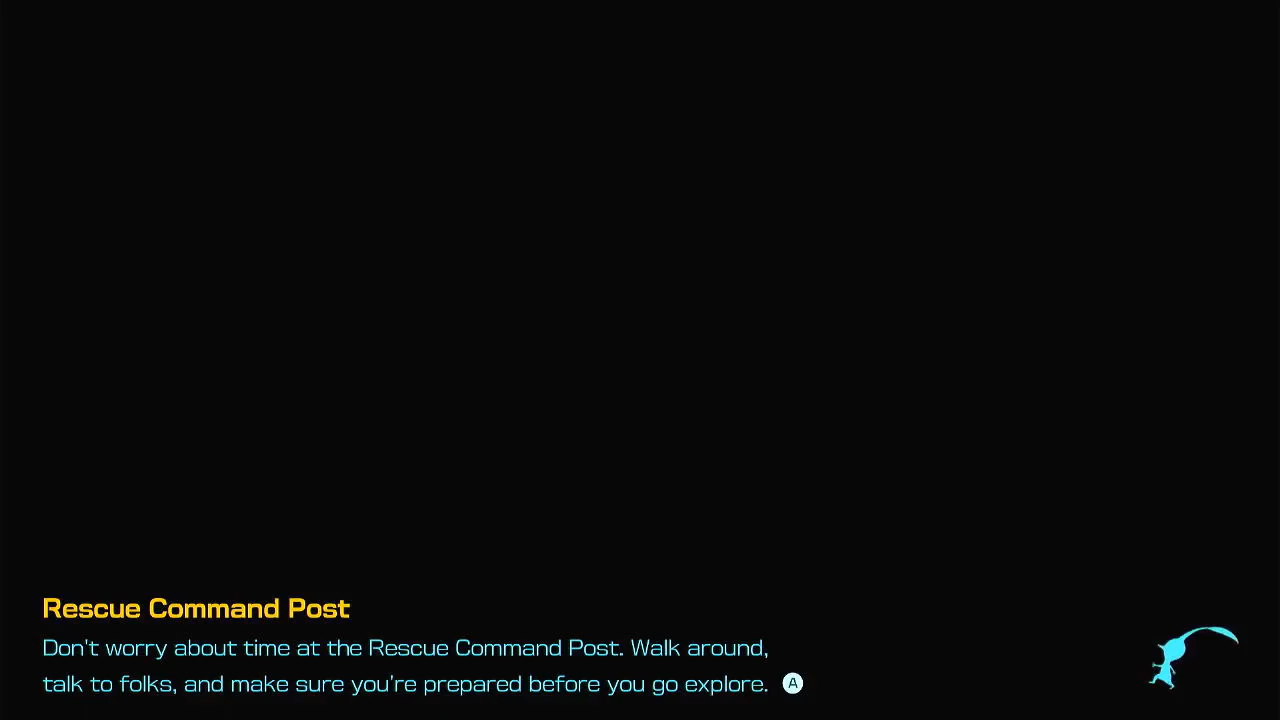 Rescue Command Post
Don't worry about time at the Rescue Command Post. Walk around,
talk to folks, and make sure you're prepared before you go explore. A